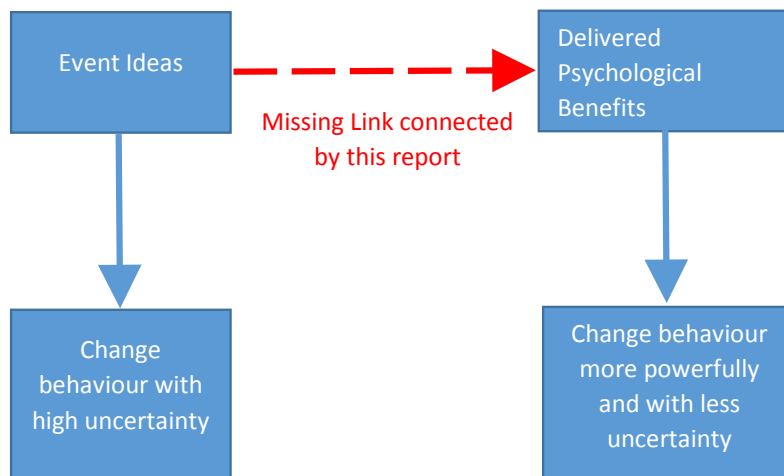 Event Ideas
Delivered
Psychological
Benefits
Missing Link connected
by this report
Change
behaviour with
high uncertainty
Change behaviour
more powerfully
and with less
uncertainty